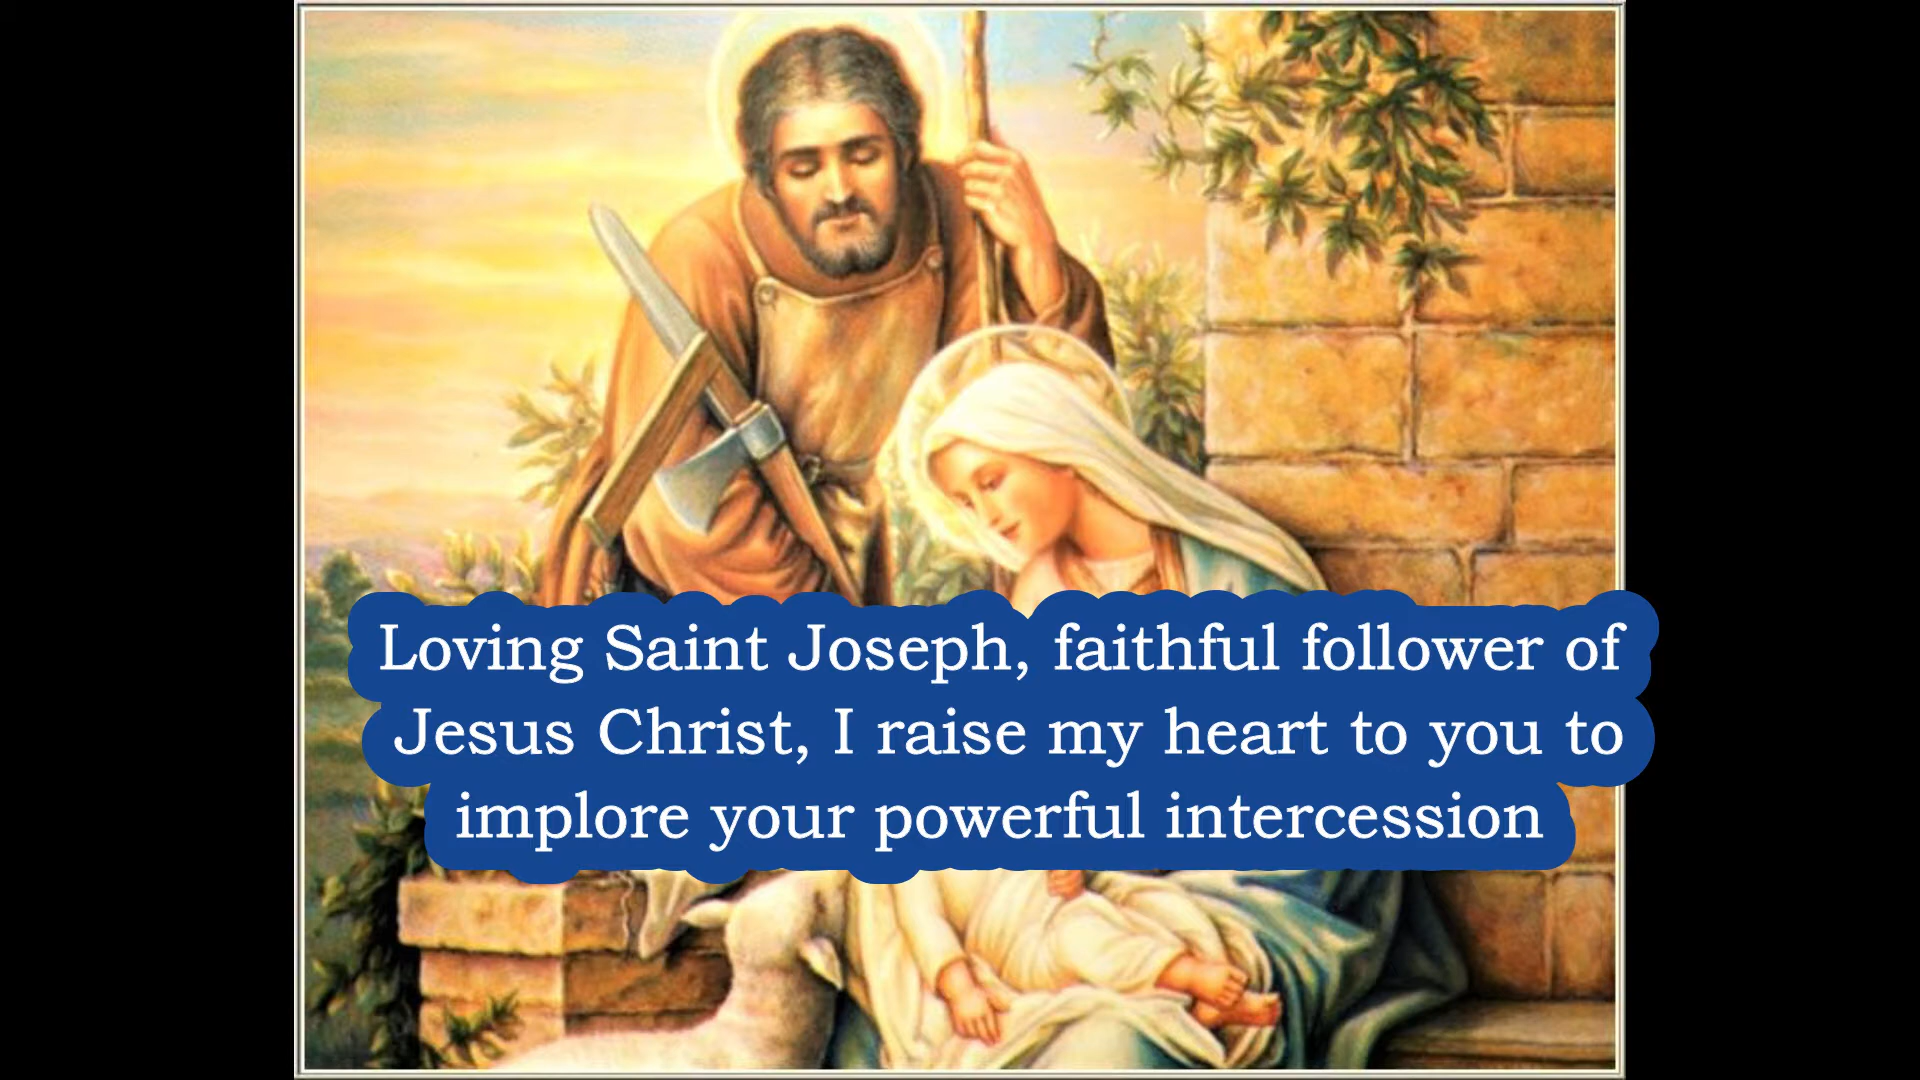 Loving Saint Joseph, faithful follower of
Jesus Christ, I raise my heart to you to
implore your powerful intercession